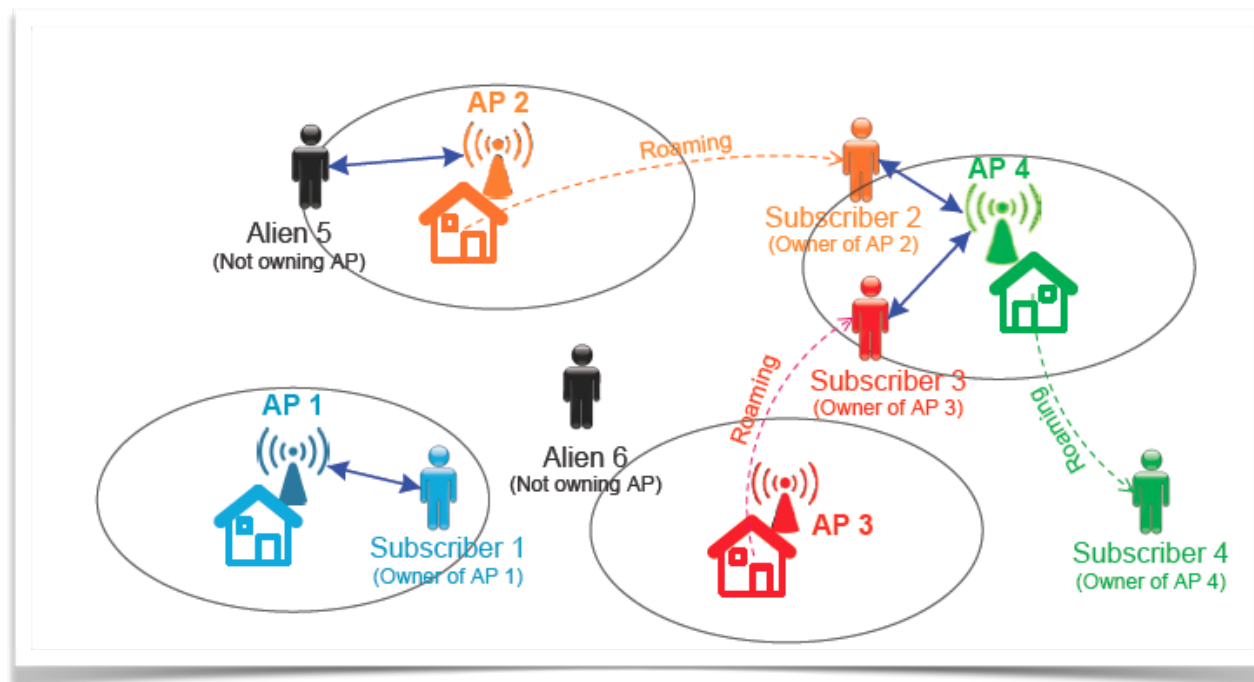 AP 2
Roaming
AP 4
Alien 5
(Not owning AP)
Subscriber 2
(Owner of AP 2)
Subscriber 3
(Owner of AP 3)
Roaming
Roaming
AP 1
Alien 6
(Not owning AP)
AP 3
Subscriber 1
(Owner of AP 1)
Subscriber 4
(Owner of AP 4)